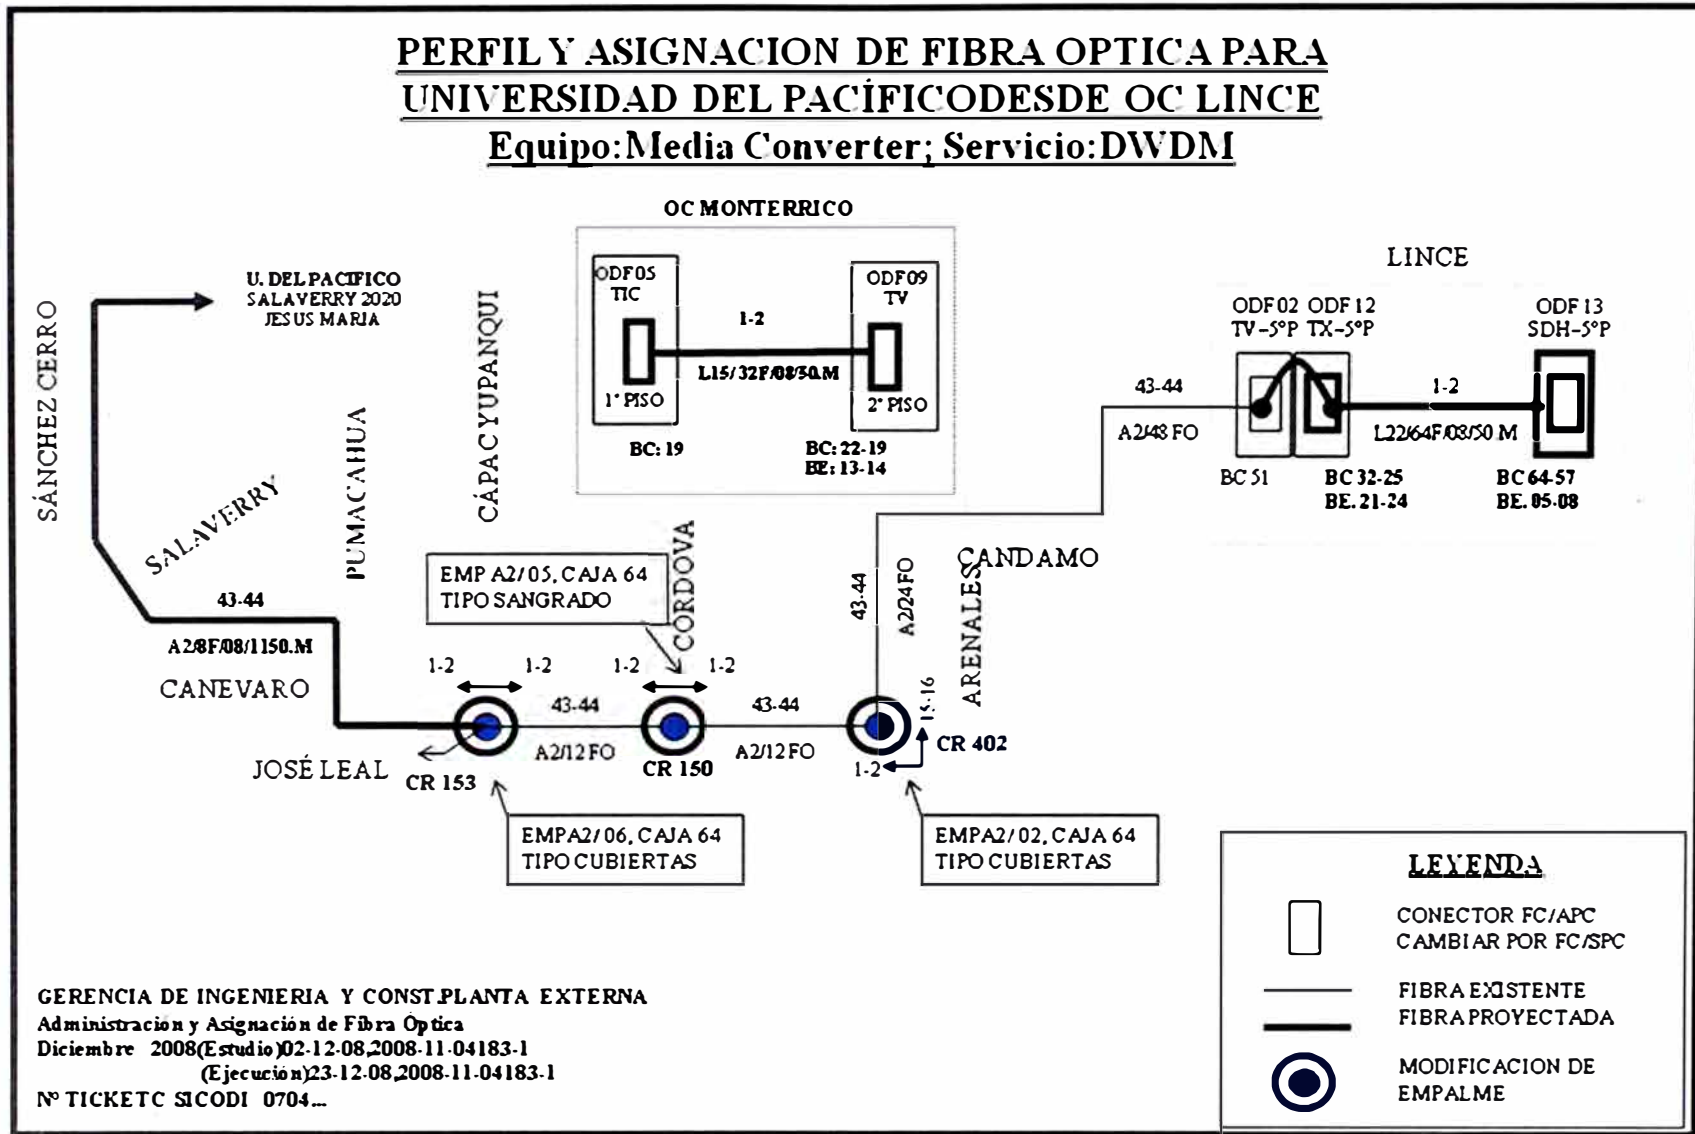 PERFIL Y ASIGNACION DE FIBRA OPTICA PARA
UNIVERSIDAD DEL PACÍFICODESDE OC LINCE
Equipo:Media Converter; Servicio:DWDM
OC MONTERRICO
ODF05
TIC
1-2
L15/32F/08/30.M
1° PISO
BC: 19
ODF09
TV
2° PISO
BC: 22-19
BE: 13-14
LINCE
ODF02
TV-5°P
ODF12
TX-5°P
ODF13
SDH-5°P
43-44
A2/48 FO
1-2
L22/64F/08/50 M
BC 51
BC 32-25
BE. 21-24
BC 64-57
BE. 05-08
U. DEL PACIFICO
SALAVERRY 2020
JESUS MARIA
SÁNCHEZ CERRO
SALAVERRY
PUMACAHUA
CÁPAC YUPANQUI
CORDOVA
CANDAMO
ARENALES
43-44
A2/24FO
EMP A2/05, CAJA 64
TIPO SANGRADO
43-44
A2/8F/08/1150.M
CANEVARO
JOSÉ LEAL
1-2
1-2
1-2
1-2
43-44
A2/12FO
43-44
A2/12FO
CR 153
CR 150
15-16
CR 402
1-2
EMPA2/06, CAJA 64
TIPO CUBIERTAS
EMPA2/02, CAJA 64
TIPO CUBIERTAS
LEYENDA
CONECTOR FC/APC
CAMBIAR POR FC/SPC
FIBRA EXISTENTE
FIBRA PROYECTADA
MODIFICACION DE
EMPALME
GERENCIA DE INGENIERIA Y CONST.PLANTA EXTERNA
Administración y Asignación de Fibra Óptica
Diciembre 2008(Estudio)02-12-08,2008-11-04183-1
(Ejecución)23-12-08,2008-11-04183-1
Nº TICKETC SICODI 0704...